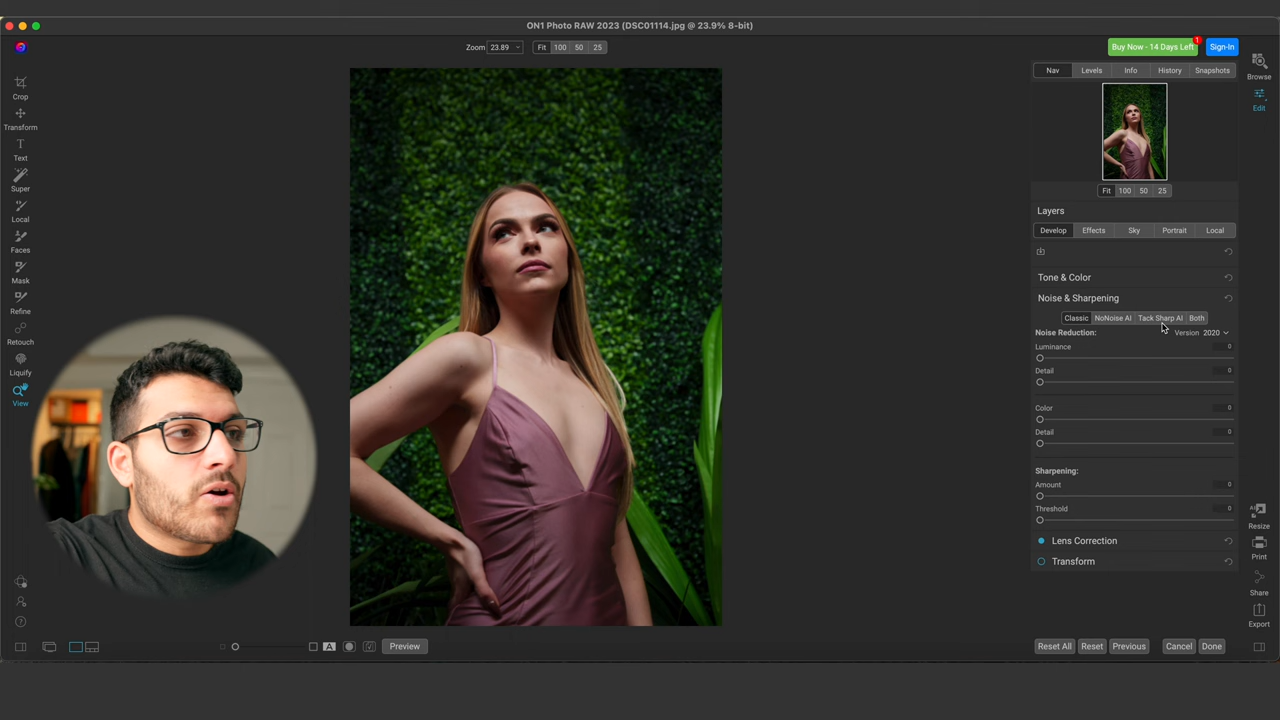 ON1 Photo RAW 2023 (DSC01114.jpg @ 23.9% 8-bit)
Zoom 23.89 Fit 100 50 25
Buy Now - 14 Days Left 1 Sign-In
Crop
Transform
Text
Super
Local
Faces
Mask
Refine
Retouch
Liquify
View
Nav Levels Info History Snapshots
Fit 100 50 25
Layers
Develop Effects Sky Portrait Local
Tone & Color
Noise & Sharpening
Classic NoNoise AI Tack Sharp AI Both
Noise Reduction: Version 2020
Luminance 0
Detail 0
Color 0
Detail 0
Sharpening:
Amount 0
Threshold 0
Lens Correction
Transform
Browse
Edit
Resize
Print
Share
Export
A Preview
Reset All Reset Previous Cancel Done